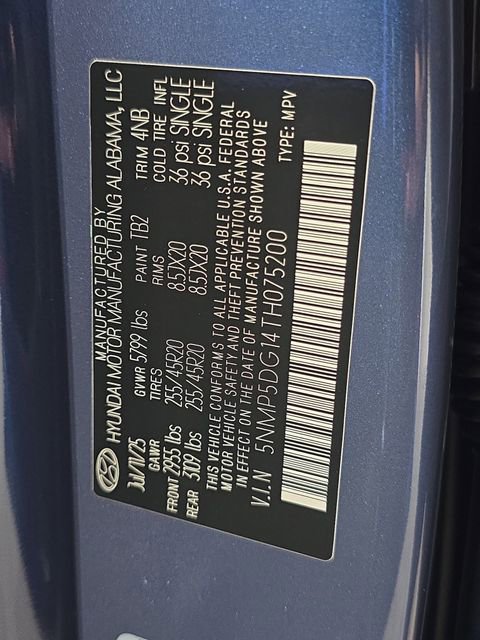 MANUFACTURED BY
HYUNDAI MOTOR MANUFACTURING ALABAMA, LLC
JUL/11/25 GVWR 5799 lbs PAINT TB2 TRIM 4NB
GAWR TIRES RIMS COLD TIRE INFL
FRONT 2955 lbs 255/45R20 8.5JX20 36 psi SINGLE
REAR 3109 lbs 255/45R20 8.5JX20 36 psi SINGLE
THIS VEHICLE CONFORMS TO ALL APPLICABLE U.S.A. FEDERAL
MOTOR VEHICLE SAFETY AND THEFT PREVENTION STANDARDS
IN EFFECT ON THE DATE OF MANUFACTURE SHOWN ABOVE
V.I.N 5NMP5DG14TH075200 TYPE: MPV